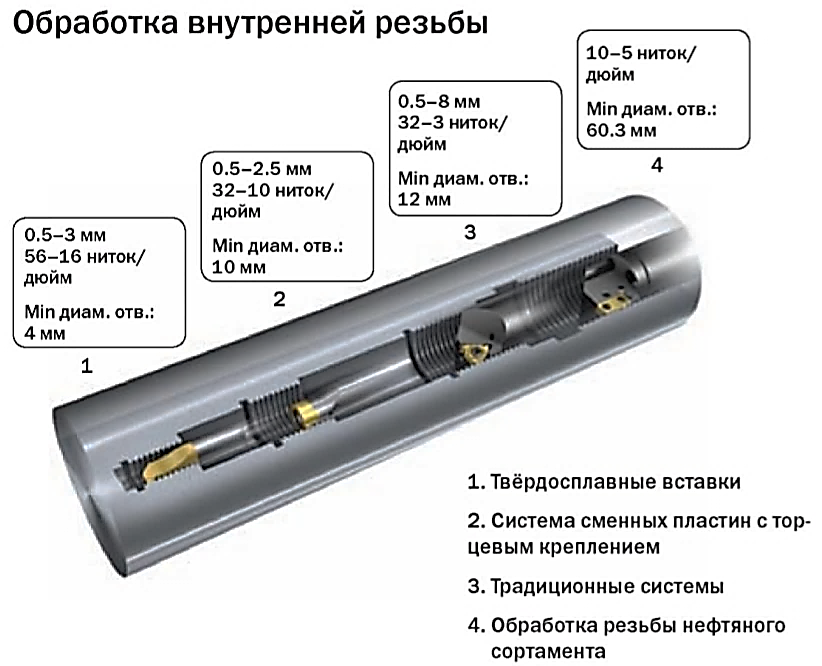 Обработка внутренней резьбы
10–5 ниток/
дюйм
Min диам. отв.:
60.3 мм
4
0.5–8 мм
32–3 ниток/
дюйм
Min диам. отв.:
12 мм
3
0.5–2.5 мм
32–10 ниток/
дюйм
Min диам. отв.:
10 мм
2
0.5–3 мм
56–16 ниток/
дюйм
Min диам. отв.:
4 мм
1
1. Твёрдосплавные вставки
2. Система сменных пластин с тор-
цевым креплением
3. Традиционные системы
4. Обработка резьбы нефтяного
сортамента